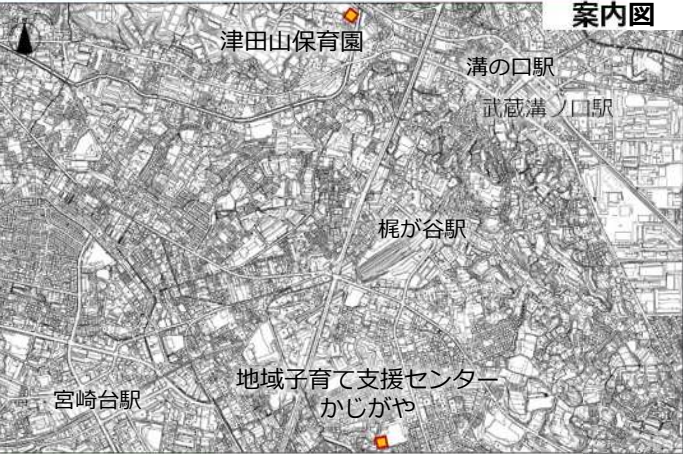 案内図
津田山保育園
溝の口駅
武蔵溝ノ口駅
梶が谷駅
地域子育て支援センター
かじがや
宮崎台駅